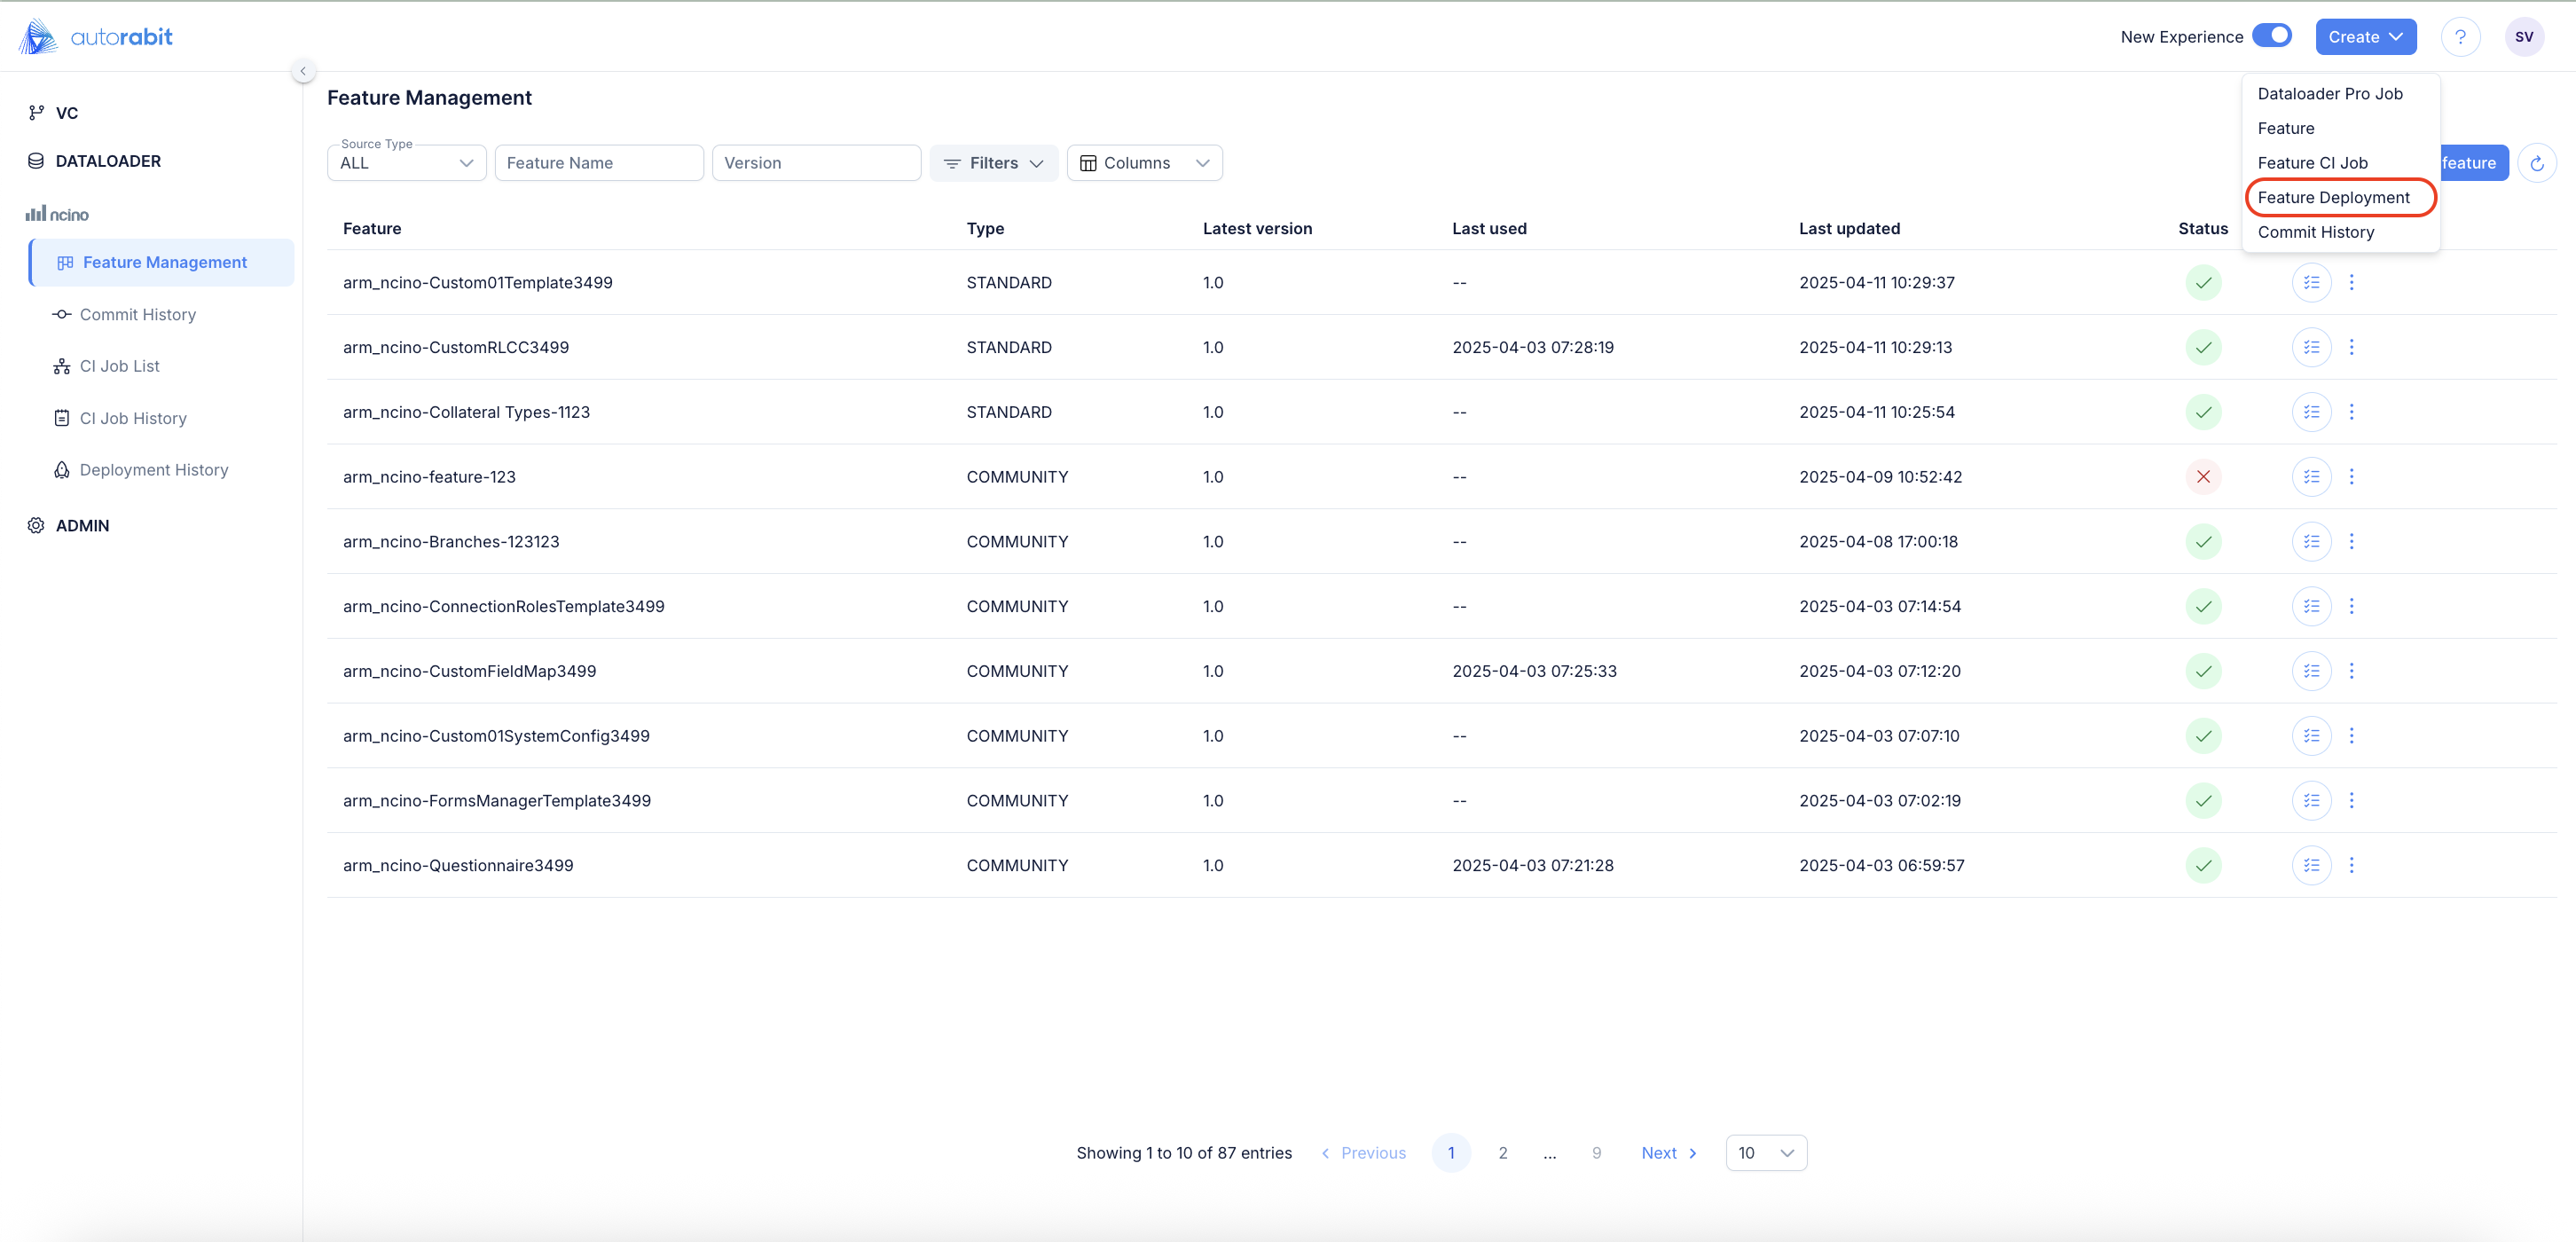 autorabit
New Experience
Create
?
SV
Dataloader Pro Job
Feature
Feature CI Job
Feature Deployment
Commit History
VC
DATALOADER
ncino
Feature Management
Commit History
CI Job List
CI Job History
Deployment History
ADMIN
Feature Management
Source Type
ALL
Feature Name
Version
Filters
Columns
feature
Feature Type Latest version Last used Last updated Status
arm_ncino-Custom01Template3499 STANDARD 1.0 -- 2025-04-11 10:29:37
arm_ncino-CustomRLCC3499 STANDARD 1.0 2025-04-03 07:28:19 2025-04-11 10:29:13
arm_ncino-Collateral Types-1123 STANDARD 1.0 -- 2025-04-11 10:25:54
arm_ncino-feature-123 COMMUNITY 1.0 -- 2025-04-09 10:52:42
arm_ncino-Branches-123123 COMMUNITY 1.0 -- 2025-04-08 17:00:18
arm_ncino-ConnectionRolesTemplate3499 COMMUNITY 1.0 -- 2025-04-03 07:14:54
arm_ncino-CustomFieldMap3499 COMMUNITY 1.0 2025-04-03 07:25:33 2025-04-03 07:12:20
arm_ncino-Custom01SystemConfig3499 COMMUNITY 1.0 -- 2025-04-03 07:07:10
arm_ncino-FormsManagerTemplate3499 COMMUNITY 1.0 -- 2025-04-03 07:02:19
arm_ncino-Questionnaire3499 COMMUNITY 1.0 2025-04-03 07:21:28 2025-04-03 06:59:57
Showing 1 to 10 of 87 entries Previous 1 2 ... 9 Next 10